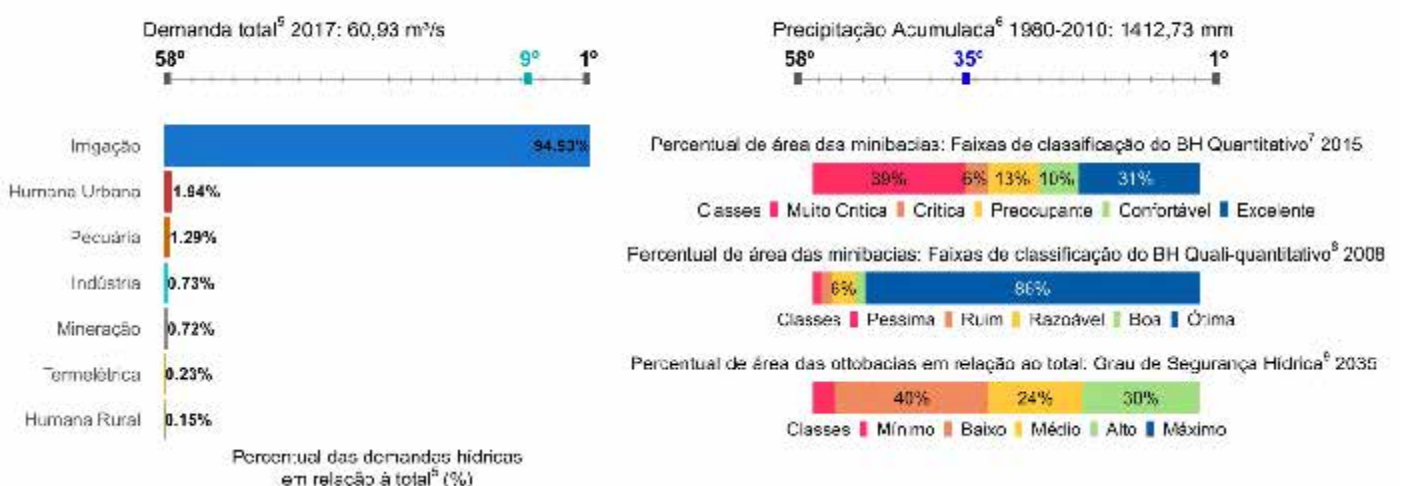 Demanda total⁵ 2017: 60,93 m³/s
58º 9º 1º
Irrigação 94.93%
Humana Urbana 1.94%
Pecuária 1.29%
Indústria 0.73%
Mineração 0.72%
Termelétrica 0.23%
Humana Rural 0.15%
Percentual das demandas hídricas
em relação à total⁵ (%)
Precipitação Acumulada⁶ 1980-2010: 1412,73 mm
58º 35º 1º
Percentual de área das minibacias: Faixas de classificação do BH Quantitativo⁷ 2015
39% 6% 13% 10% 31%
Classes Muito Critica Critica Preocupante Confortável Excelente
Percentual de área das minibacias: Faixas de classificação do BH Quali-quantitativo⁸ 2008
6% 86%
Classes Pessima Ruim Razoável Boa Ótima
Percentual de área das ottobacias em relação ao total: Grau de Segurança Hídrica⁹ 2035
40% 24% 30%
Classes Mínimo Baixo Médio Alto Máximo